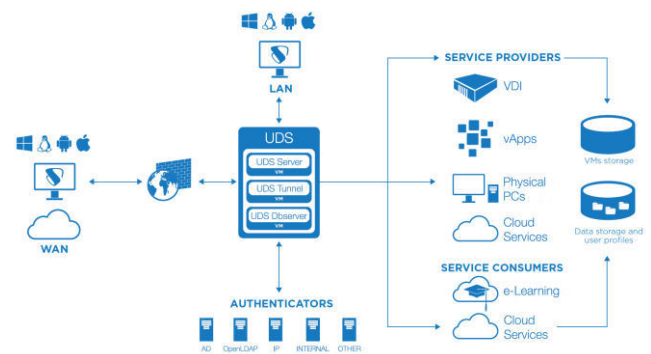 LAN
WAN
UDS
UDS Server
VM
UDS Tunnel
VM
UDS Dbserver
VM
AUTHENTICATORS
AD
OpenLDAP
IP
INTERNAL
OTHER
SERVICE PROVIDERS
VDI
vApps
Physical
PCs
Cloud
Services
SERVICE CONSUMERS
e-Learning
Cloud
Services
VMs storage
Data storage and
user profiles